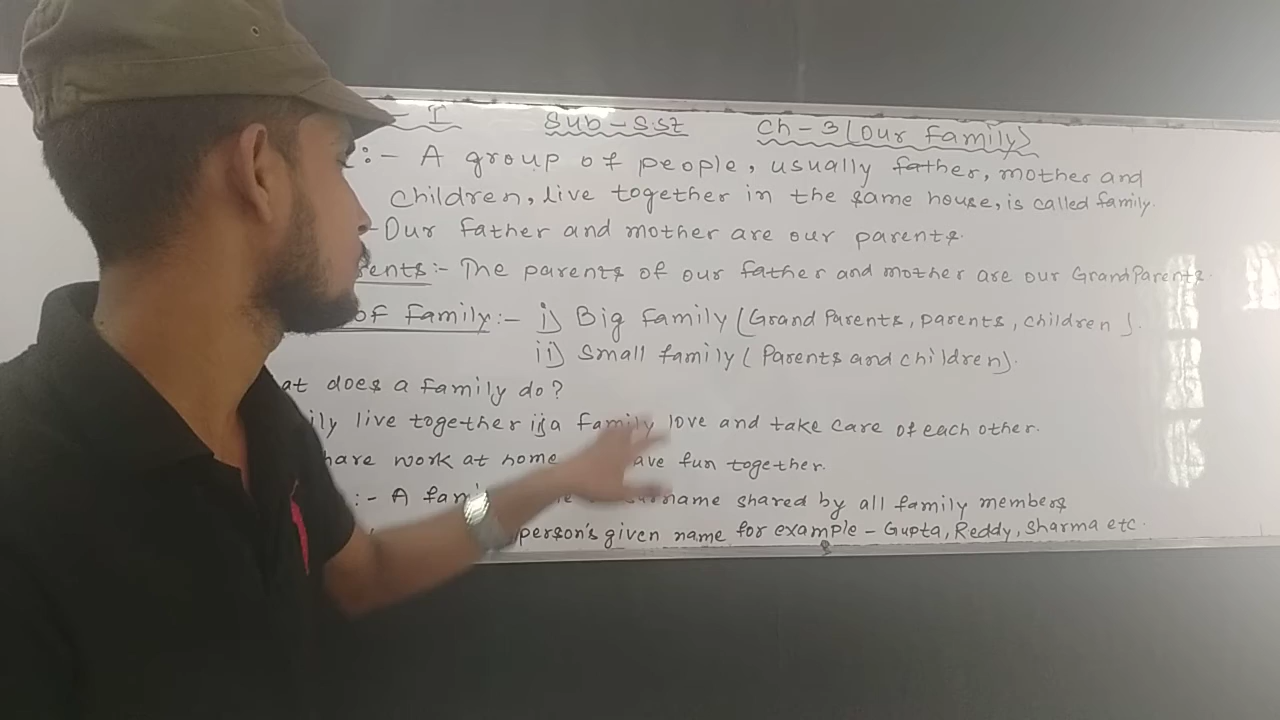 - I Sub - S.ST Ch - 3 (Our family)
:- A group of people, usually father, mother and
children, live together in the same house, is called family.
- Our father and mother are our parents.
rents :- The parents of our father and mother are our GrandParents.
of family :- i) Big family (Grand Parents, parents, children ).
ii) Small family ( Parents and children).
at does a family do?
ily live together a family love and take care of each other.
hare work at home ave fun together.
:- A fam name shared by all family members
person's given name for example - Gupta, Reddy, Sharma etc.